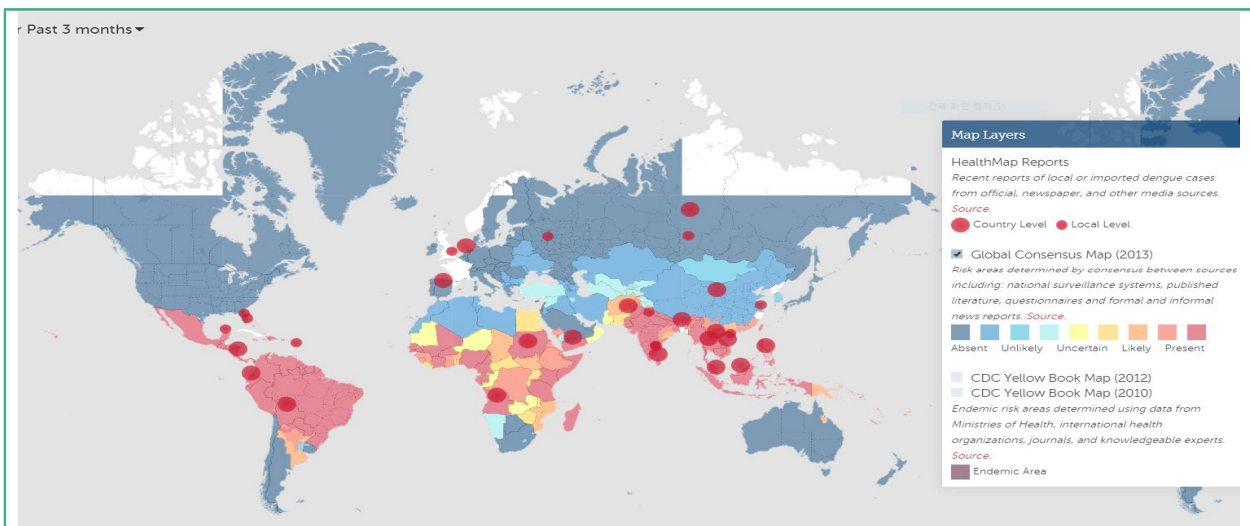 r Past 3 months
Map Layers
HealthMap Reports
Recent reports of local or imported dengue cases
from official, newspaper, and other media sources.
Source.
Country Level Local Level
Global Consensus Map (2013)
Risk areas determined by consensus between sources
including: national surveillance systems, published
literature, questionnaires and formal and informal
news reports. Source.
Absent Unlikely Uncertain Likely Present
CDC Yellow Book Map (2012)
CDC Yellow Book Map (2010)
Endemic risk areas determined using data from
Ministries of Health, international health
organizations, journals, and knowledgeable experts.
Source.
Endemic Area